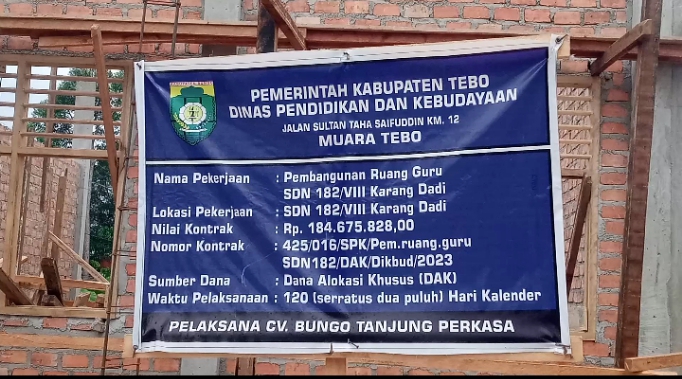 PEMERINTAH KABUPATEN TEBO
DINAS PENDIDIKAN DAN KEBUDAYAAN
JALAN SULTAN TAHA SAIFUDDIN KM. 12
MUARA TEBO
Nama Pekerjaan : Pembangunan Ruang Guru
SDN 182/VIII Karang Dadi
Lokasi Pekerjaan : SDN 182/VIII Karang Dadi
Nilai Kontrak : Rp. 184.675.828,00
Nomor Kontrak : 425/016/SPK/Pem.ruang.guru
SDN182/DAK/Dikbud/2023
Sumber Dana : Dana Alokasi Khusus (DAK)
Waktu Pelaksanaan : 120 (serratus dua puluh) Hari Kalender
PELAKSANA CV. BUNGO TANJUNG PERKASA